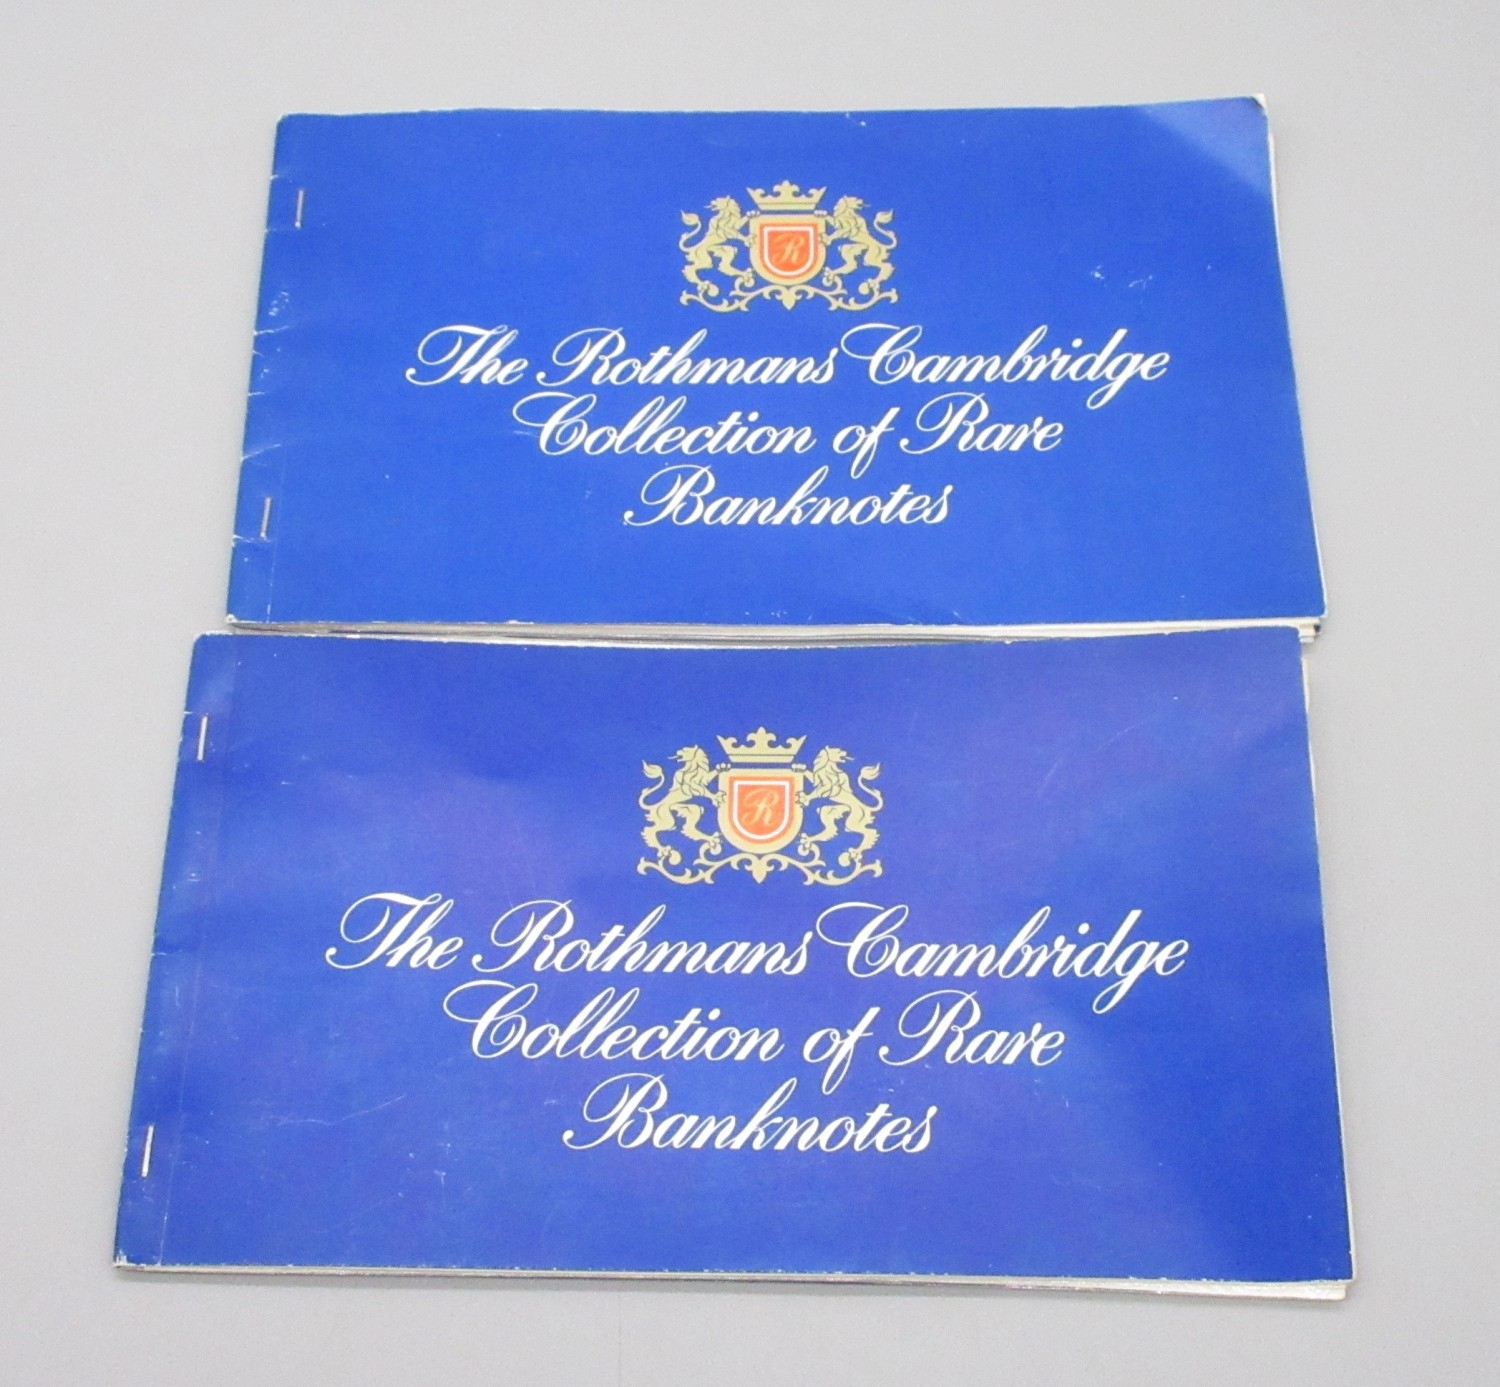 R
The Rothmans Cambridge
Collection of Rare
Banknotes
R
The Rothmans Cambridge
Collection of Rare
Banknotes